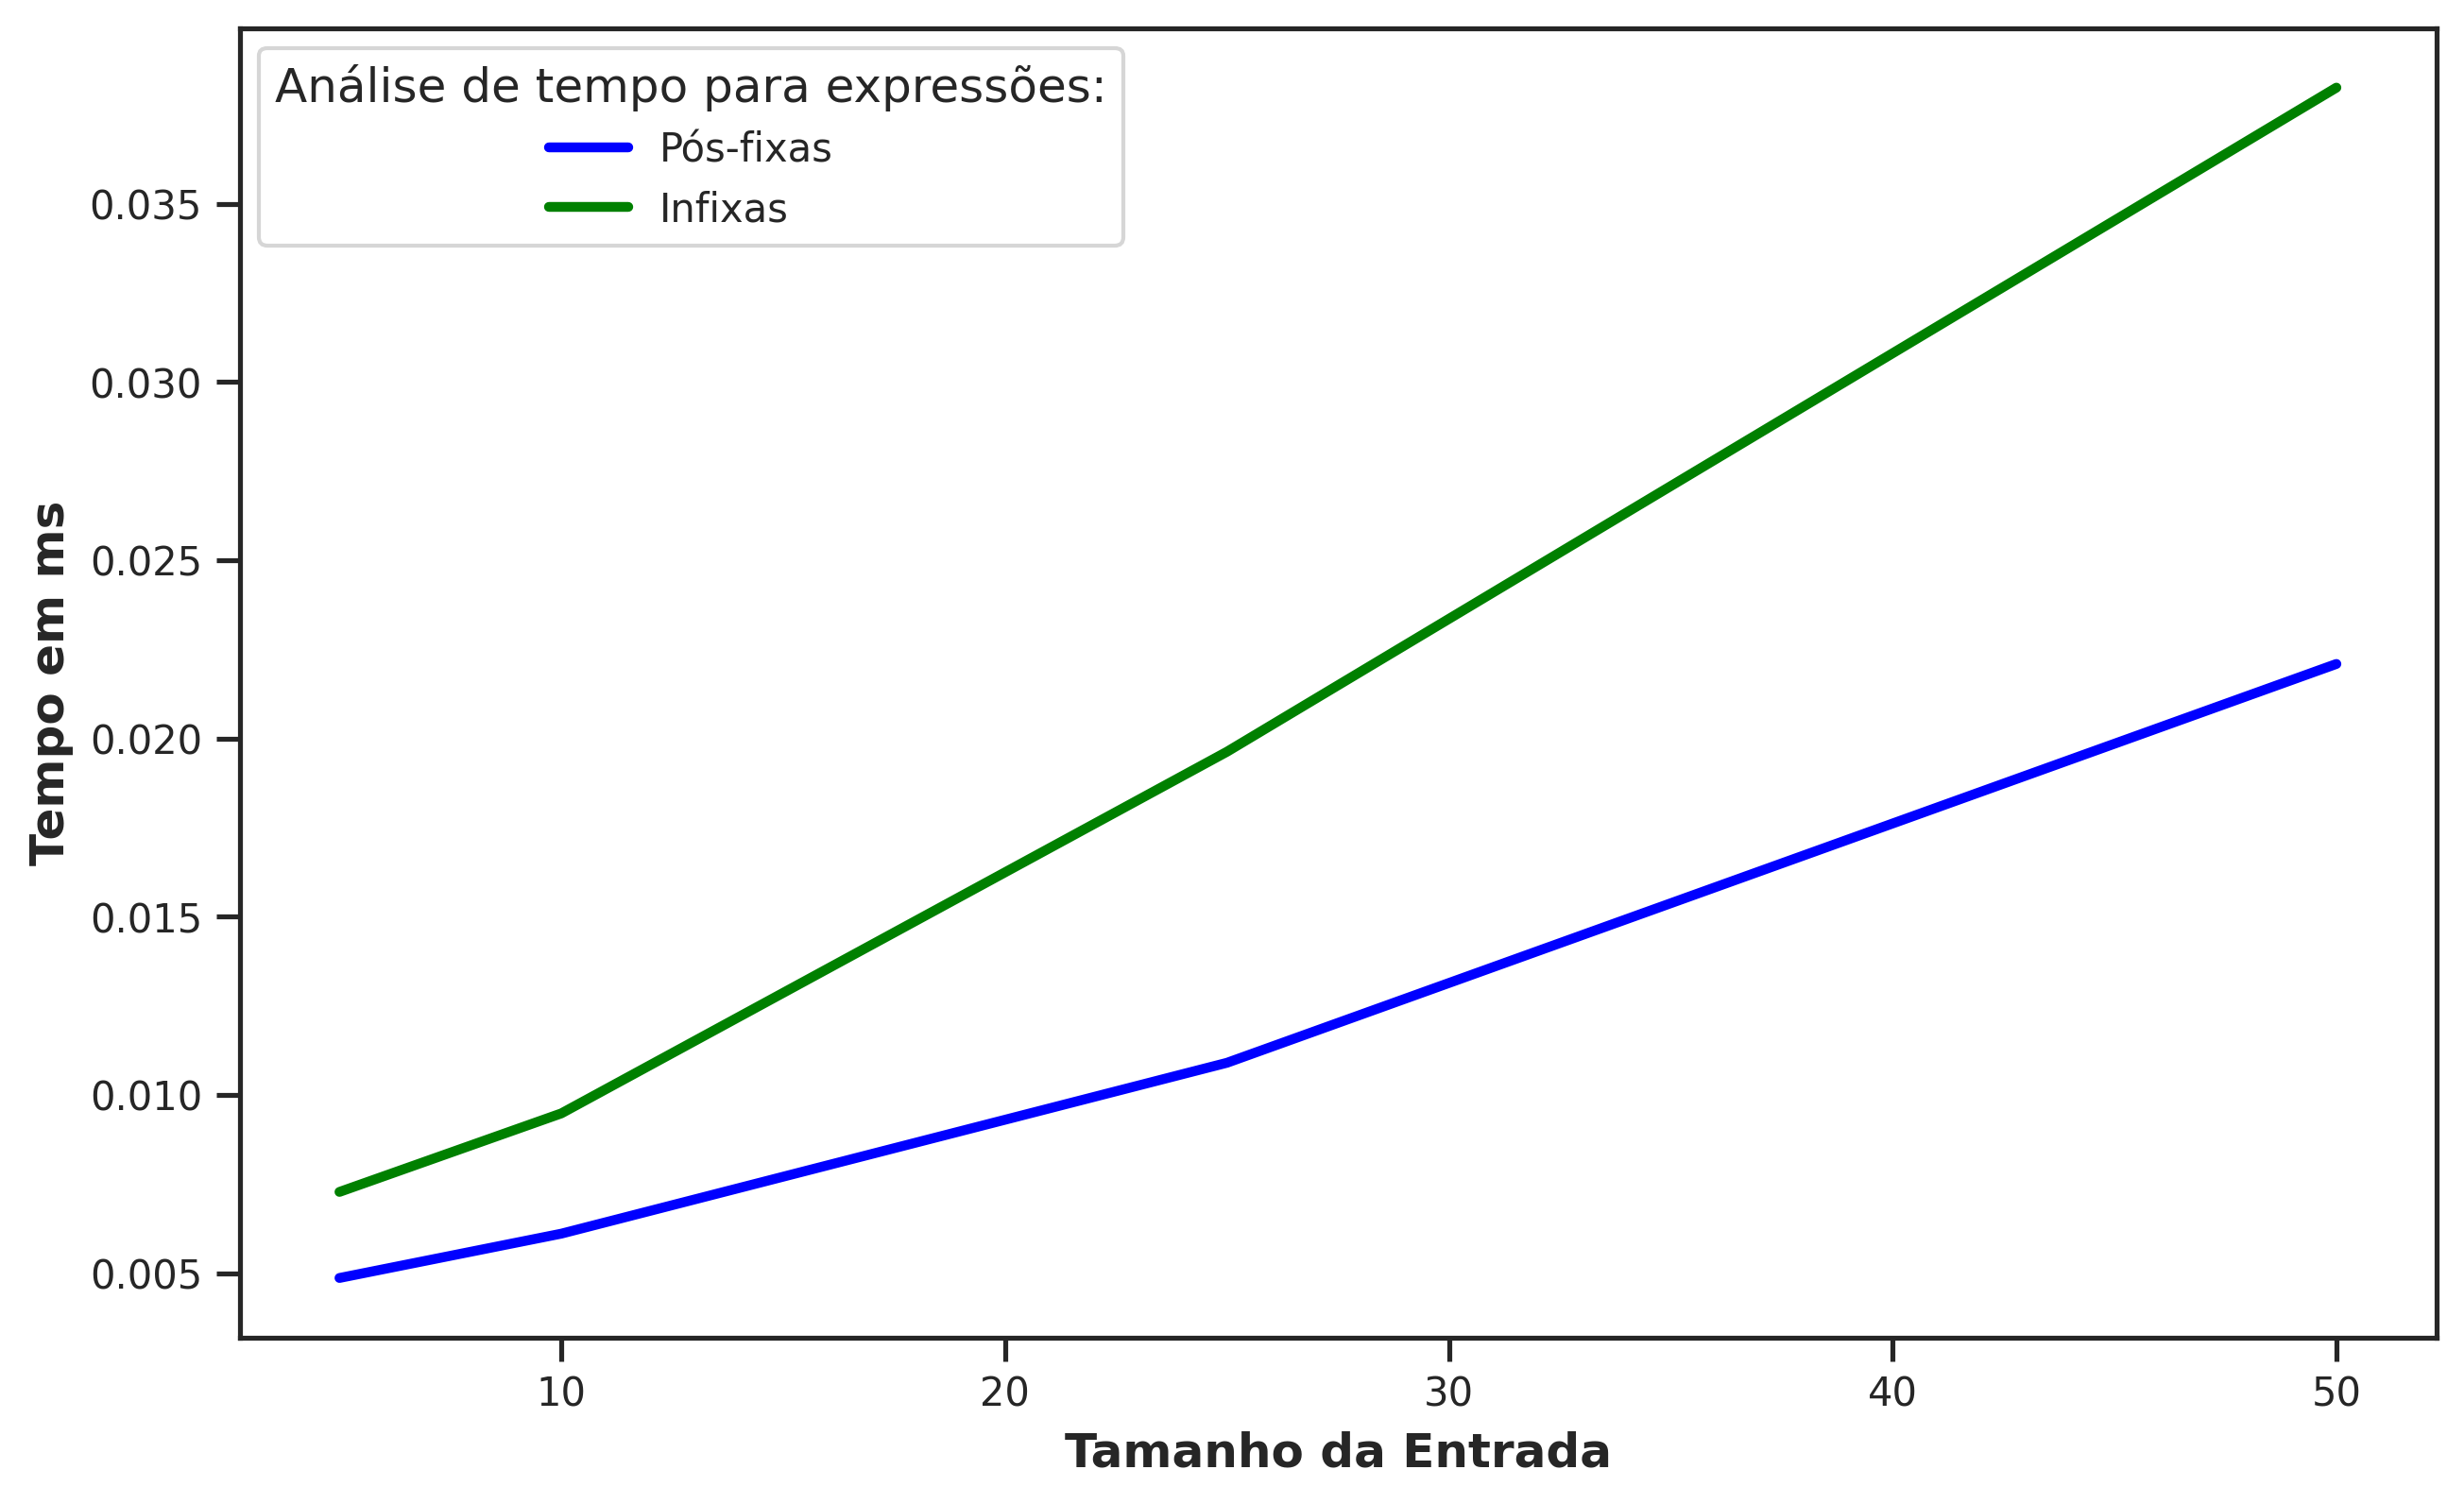 Análise de tempo para expressões:
Pós-fixas
Infixas
0.035
0.030
0.025
0.020
0.015
0.010
0.005
Tempo em ms
10 20 30 40 50
Tamanho da Entrada